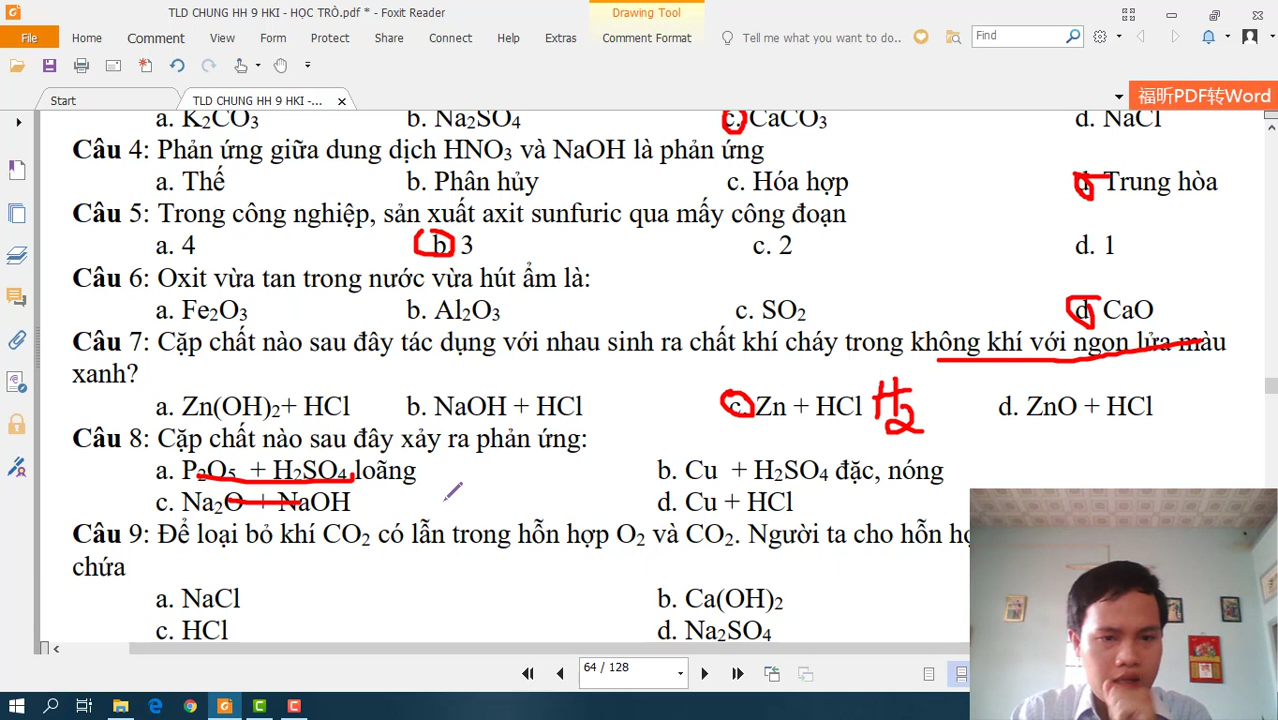 TLD CHUNG HH 9 HKI - HỌC TRÒ.pdf * - Foxit Reader
Drawing Tool
File Home Comment View Form Protect Share Connect Help Extras Comment Format Tell me what you want to do.. Find
Start TLD CHUNG HH 9 HKI -... 福昕PDF转Word
a. K₂CO₃ b. Na₂SO₄ c. CaCO₃ d. NaCl
Câu 4: Phản ứng giữa dung dịch HNO₃ và NaOH là phản ứng
a. Thế b. Phân hủy c. Hóa hợp d. Trung hòa
Câu 5: Trong công nghiệp, sản xuất axit sunfuric qua mấy công đoạn
a. 4 b. 3 c. 2 d. 1
Câu 6: Oxit vừa tan trong nước vừa hút ẩm là:
a. Fe₂O₃ b. Al₂O₃ c. SO₂ d. CaO
Câu 7: Cặp chất nào sau đây tác dụng với nhau sinh ra chất khí cháy trong không khí với ngọn lửa màu
xanh?
a. Zn(OH)₂+ HCl b. NaOH + HCl c. Zn + HCl H₂ d. ZnO + HCl
Câu 8: Cặp chất nào sau đây xảy ra phản ứng:
a. P₂O₅ + H₂SO₄ loãng b. Cu + H₂SO₄ đặc, nóng
c. Na₂O + NaOH d. Cu + HCl
Câu 9: Để loại bỏ khí CO₂ có lẫn trong hỗn hợp O₂ và CO₂. Người ta cho hỗn
chứa
a. NaCl b. Ca(OH)₂
c. HCl d. Na₂SO₄
64 / 128